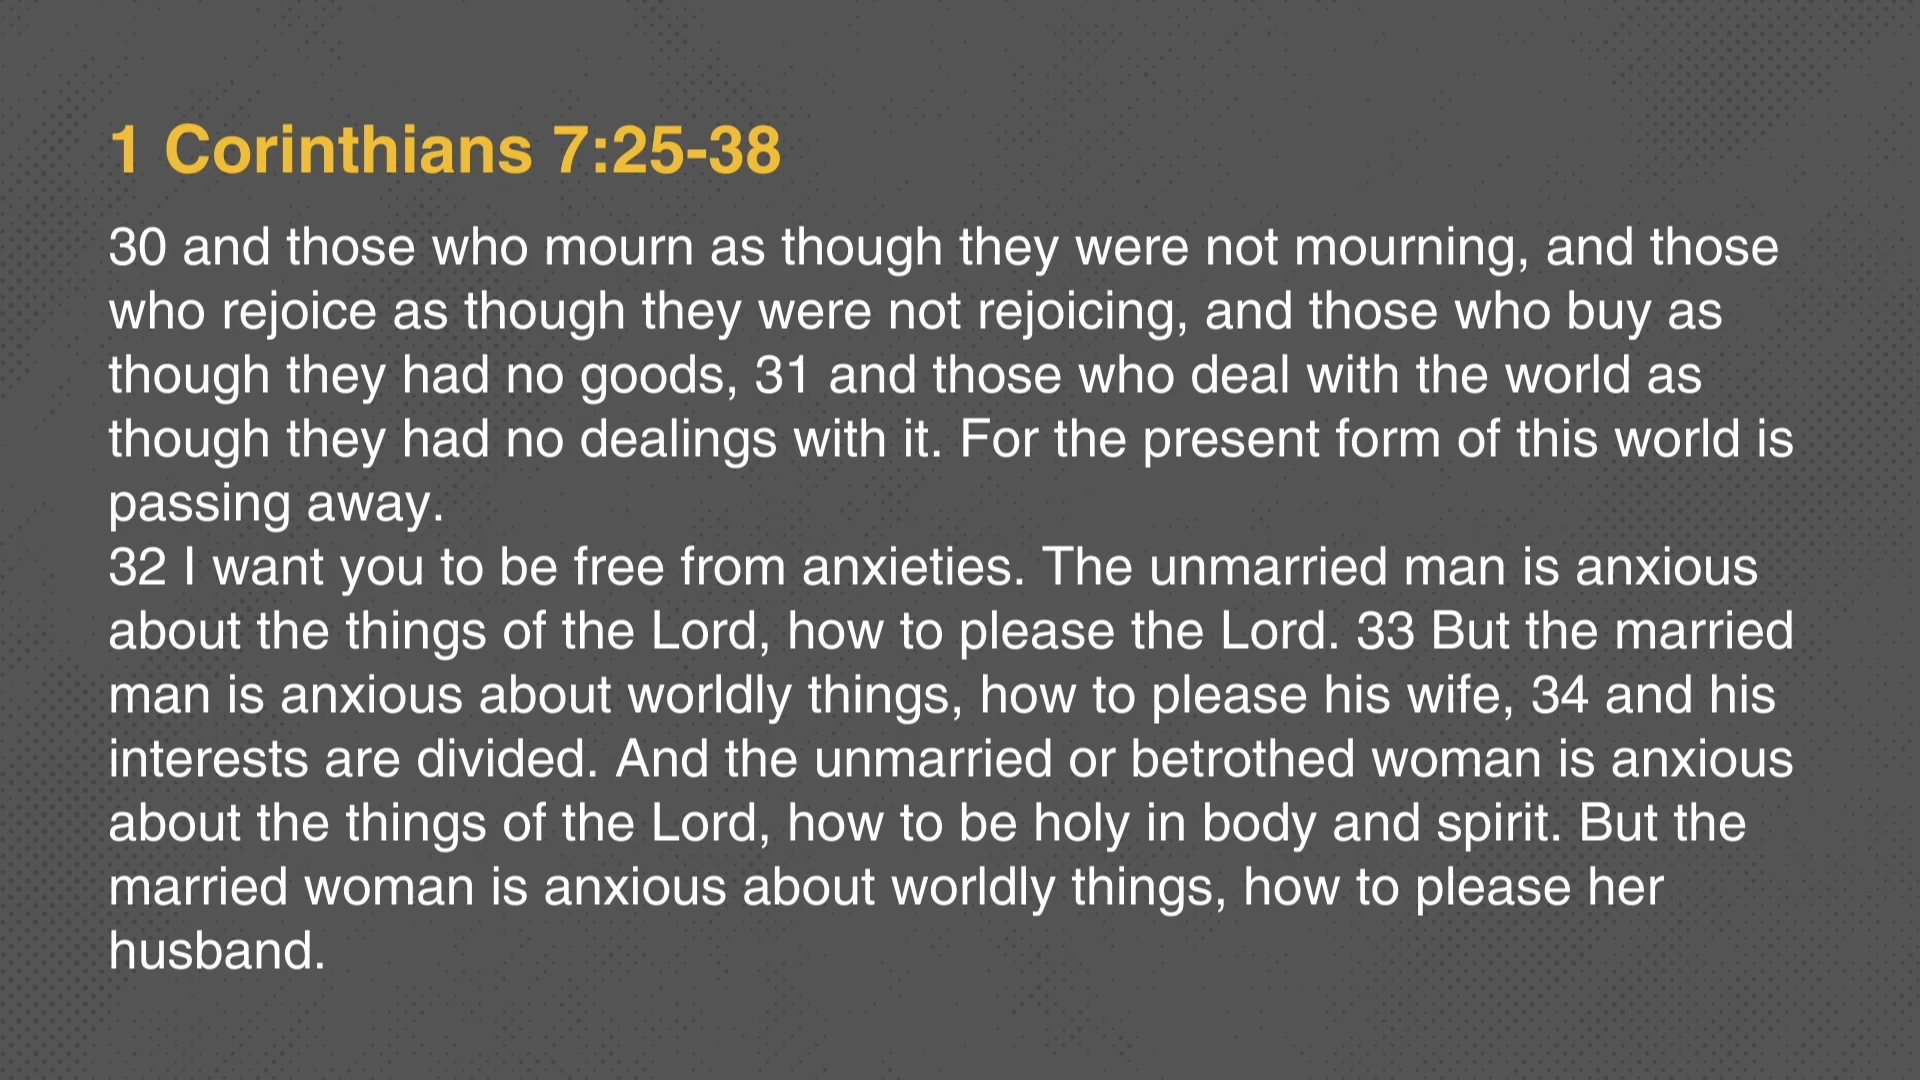 1 Corinthians 7:25-38
30 and those who mourn as though they were not mourning, and those
who rejoice as though they were not rejoicing, and those who buy as
though they had no goods, 31 and those who deal with the world as
though they had no dealings with it. For the present form of this world is
passing away.
32 I want you to be free from anxieties. The unmarried man is anxious
about the things of the Lord, how to please the Lord. 33 But the married
man is anxious about worldly things, how to please his wife, 34 and his
interests are divided. And the unmarried or betrothed woman is anxious
about the things of the Lord, how to be holy in body and spirit. But the
married woman is anxious about worldly things, how to please her
husband.